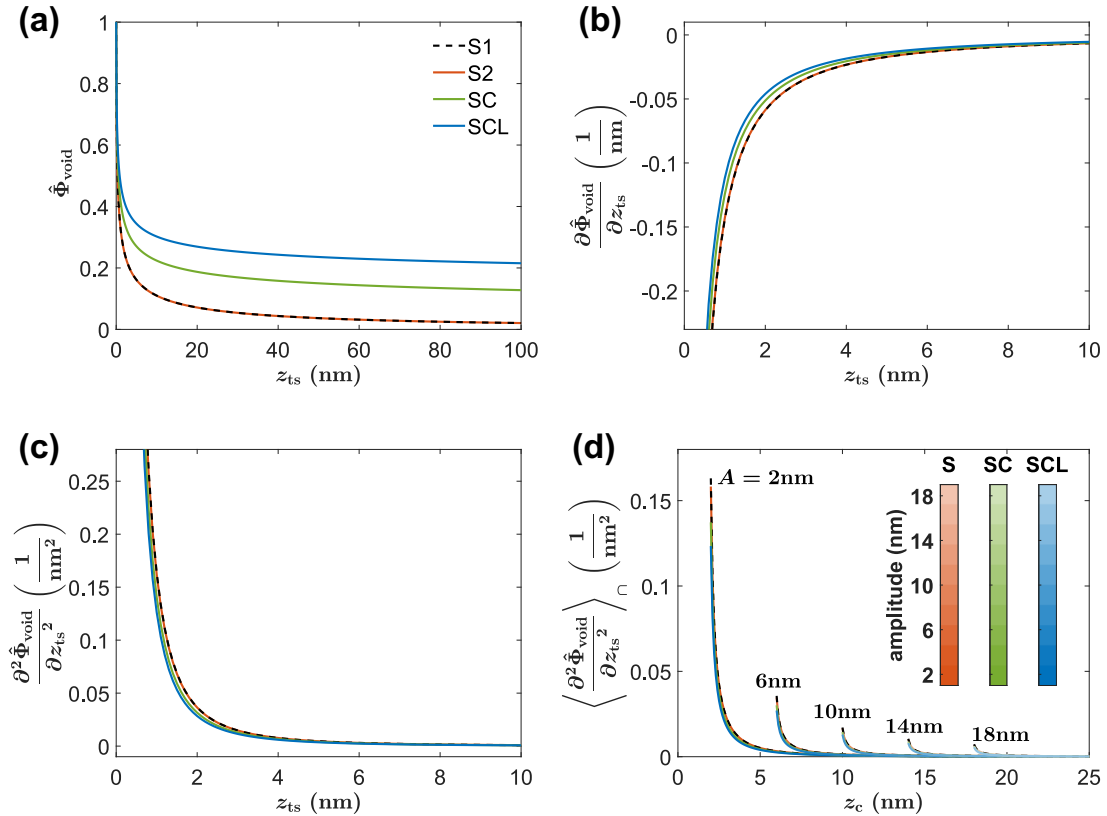 (a)
1
0.8
0.6
0.4
0.2
0
Φ̂void
S1
S2
SC
SCL
0 20 40 60 80 100
zts (nm)
(b)
0
-0.05
-0.1
-0.15
-0.2
∂Φ̂void/∂zts (1/nm)
0 2 4 6 8 10
zts (nm)
(c)
0.25
0.2
0.15
0.1
0.05
0
∂²Φ̂void/∂zts² (1/nm²)
0 2 4 6 8 10
zts (nm)
(d)
0.15
0.1
0.05
0
⟨∂²Φ̂void/∂zts²⟩∩ (1/nm²)
A = 2nm
6nm
10nm
14nm
18nm
S SC SCL
amplitude (nm)
18
14
10
6
2
0 5 10 15 20 25
zc (nm)